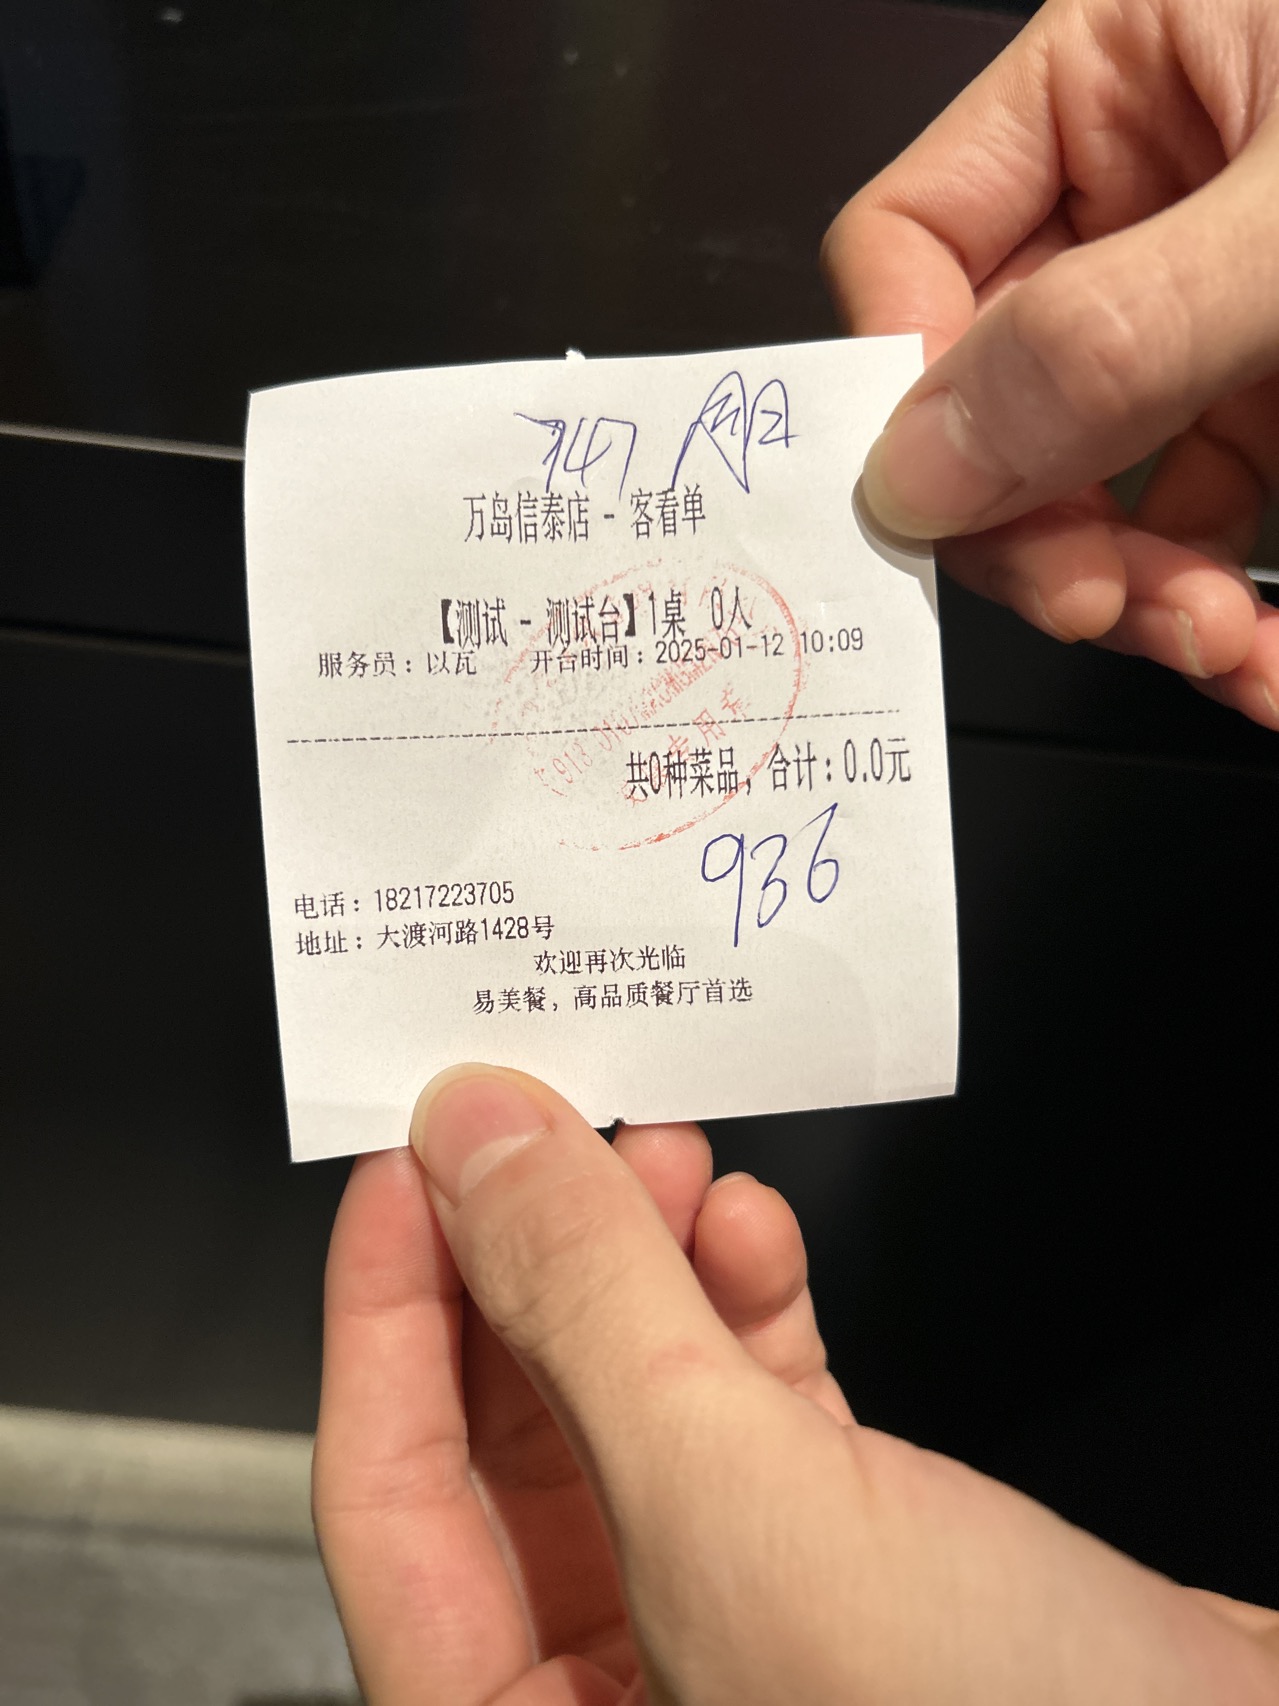 万岛信泰店 - 客看单
【测试 - 测试台】1桌 0人
服务员：以瓦 开台时间：2025-01-12 10:09
共0种菜品，合计：0.0元
936
电话：18217223705
地址：大渡河路1428号
欢迎再次光临
易美餐，高品质餐厅首选